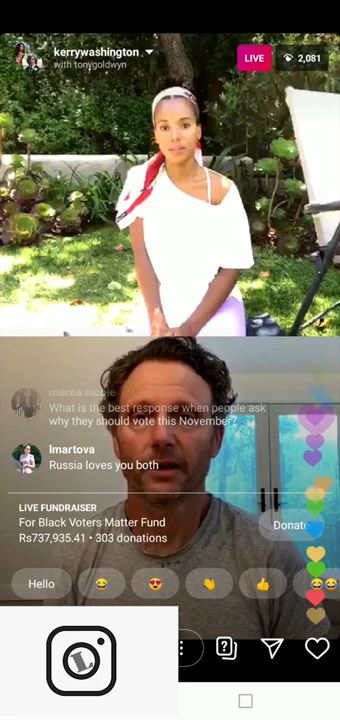 kerrywashington
with tonygoldwyn
LIVE
2,081
marea.nicole
What is the best response when people ask
why they should vote this November?
lmartova
Russia loves you both
LIVE FUNDRAISER
For Black Voters Matter Fund
Rs737,935.41 • 303 donations
Donate
Hello
L